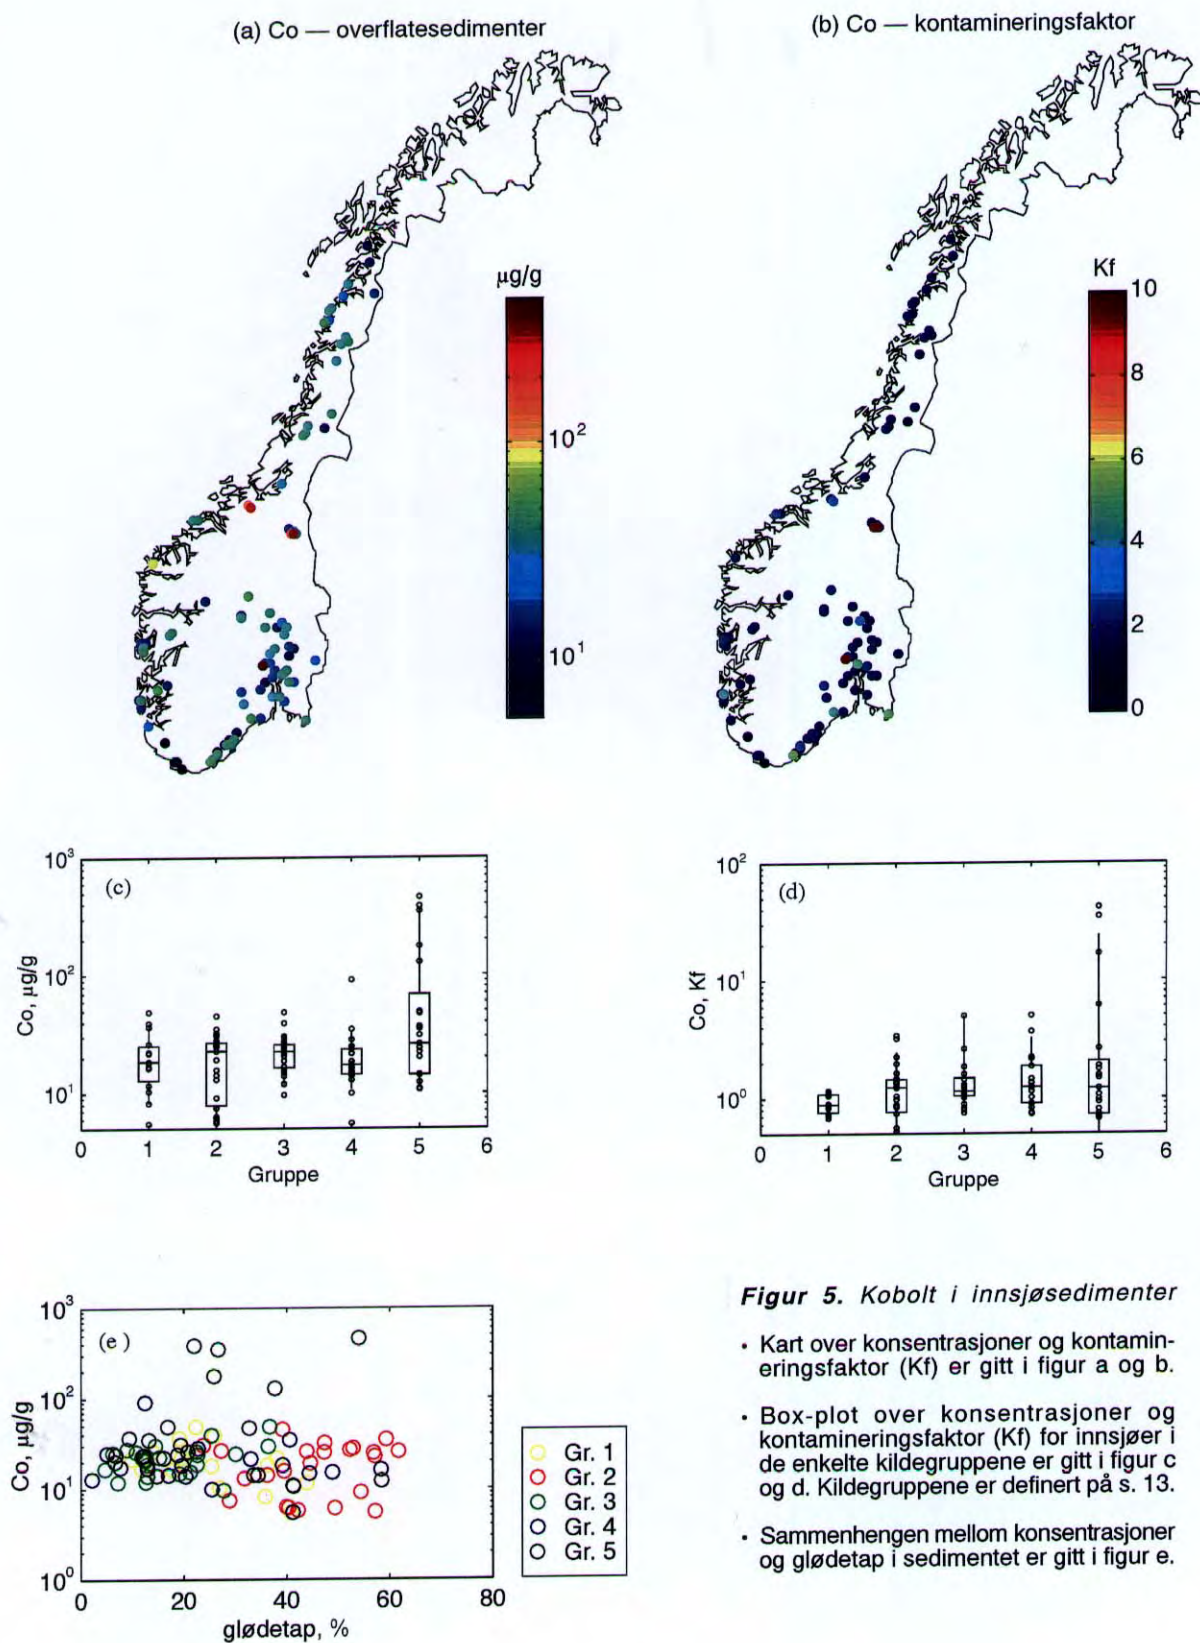 (a) Co — overflatesedimenter
(b) Co — kontamineringsfaktor
µg/g
10²
10¹
Kf
10
8
6
4
2
0
10³
10²
10¹
(c)
Co, µg/g
0 1 2 3 4 5 6
Gruppe
10²
10¹
10⁰
(d)
Co, Kf
0 1 2 3 4 5 6
Gruppe
10³
10²
10¹
10⁰
(e )
Co, µg/g
0 20 40 60 80
glødetap, %
Gr. 1
Gr. 2
Gr. 3
Gr. 4
Gr. 5
Figur 5. Kobolt i innsjøsedimenter
• Kart over konsentrasjoner og kontamin-
eringsfaktor (Kf) er gitt i figur a og b.
• Box-plot over konsentrasjoner og
kontamineringsfaktor (Kf) for innsjøer i
de enkelte kildegruppene er gitt i figur c
og d. Kildegruppene er definert på s. 13.
• Sammenhengen mellom konsentrasjoner
og glødetap i sedimentet er gitt i figur e.